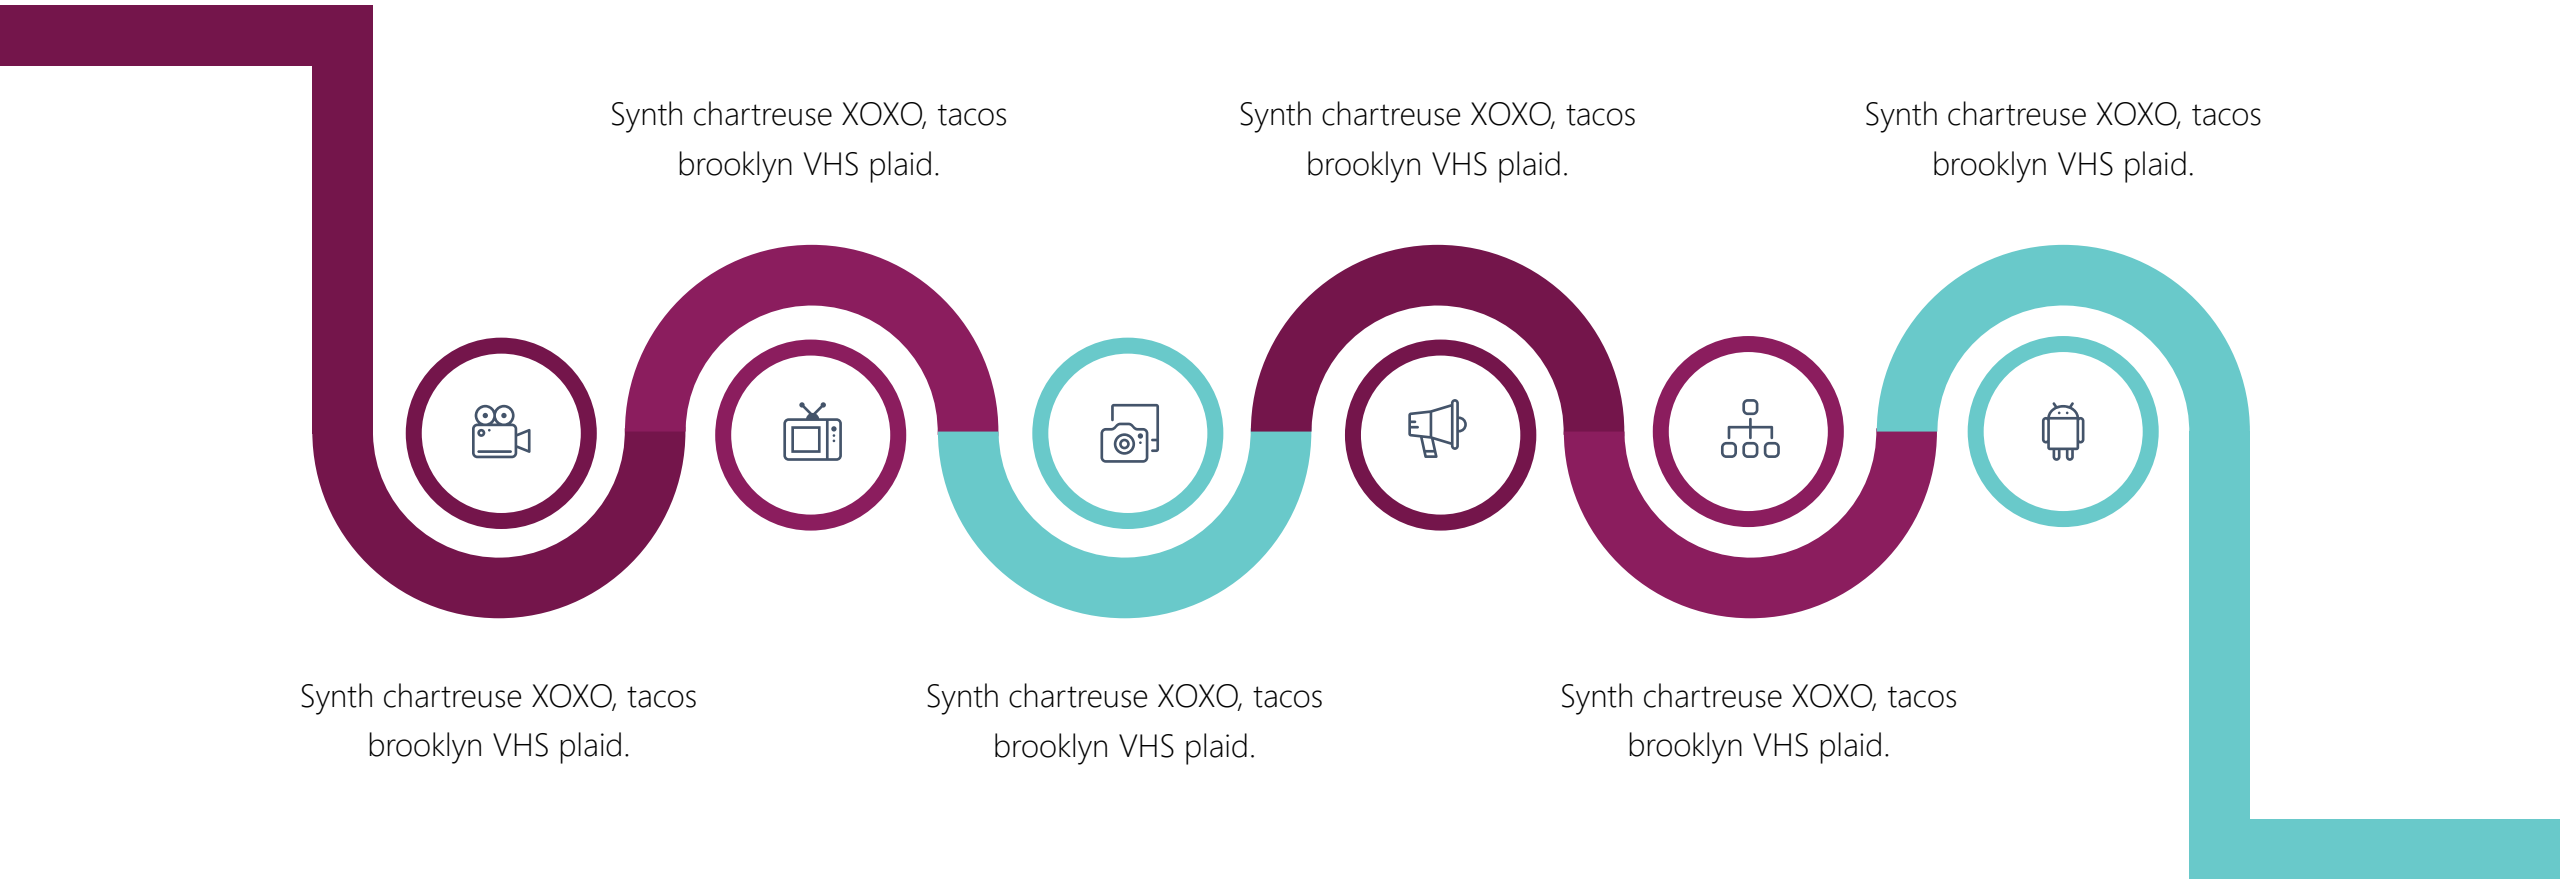 Synth chartreuse XOXO, tacos
brooklyn VHS plaid.
Synth chartreuse XOXO, tacos
brooklyn VHS plaid.
Synth chartreuse XOXO, tacos
brooklyn VHS plaid.
Synth chartreuse XOXO, tacos
brooklyn VHS plaid.
Synth chartreuse XOXO, tacos
brooklyn VHS plaid.
Synth chartreuse XOXO, tacos
brooklyn VHS plaid.